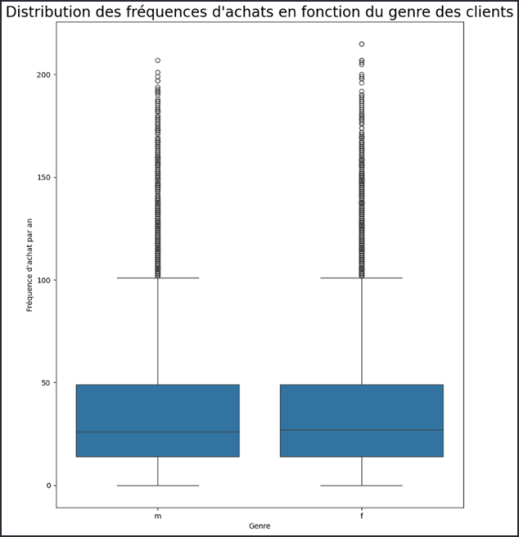 Distribution des fréquences d'achats en fonction du genre des clients
200
150
100
50
0
Fréquence d'achat par an
m
f
Genre